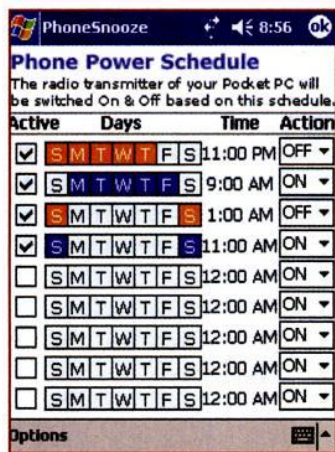 PhoneSnooze 8:56 ok
Phone Power Schedule
The radio transmitter of your Pocket PC will
be switched On & Off based on this schedule.
Active Days Time Action
S M T W T F S 11:00 PM OFF
S M T W T F S 9:00 AM ON
S M T W T F S 1:00 AM OFF
S M T W T F S 11:00 AM ON
S M T W T F S 12:00 AM ON
S M T W T F S 12:00 AM ON
S M T W T F S 12:00 AM ON
S M T W T F S 12:00 AM ON
S M T W T F S 12:00 AM ON
Options